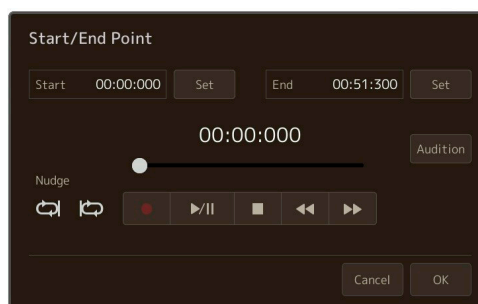 Start/End Point
Start 00:00:000 Set End 00:51:300 Set
00:00:000
Audition
Nudge
Cancel OK